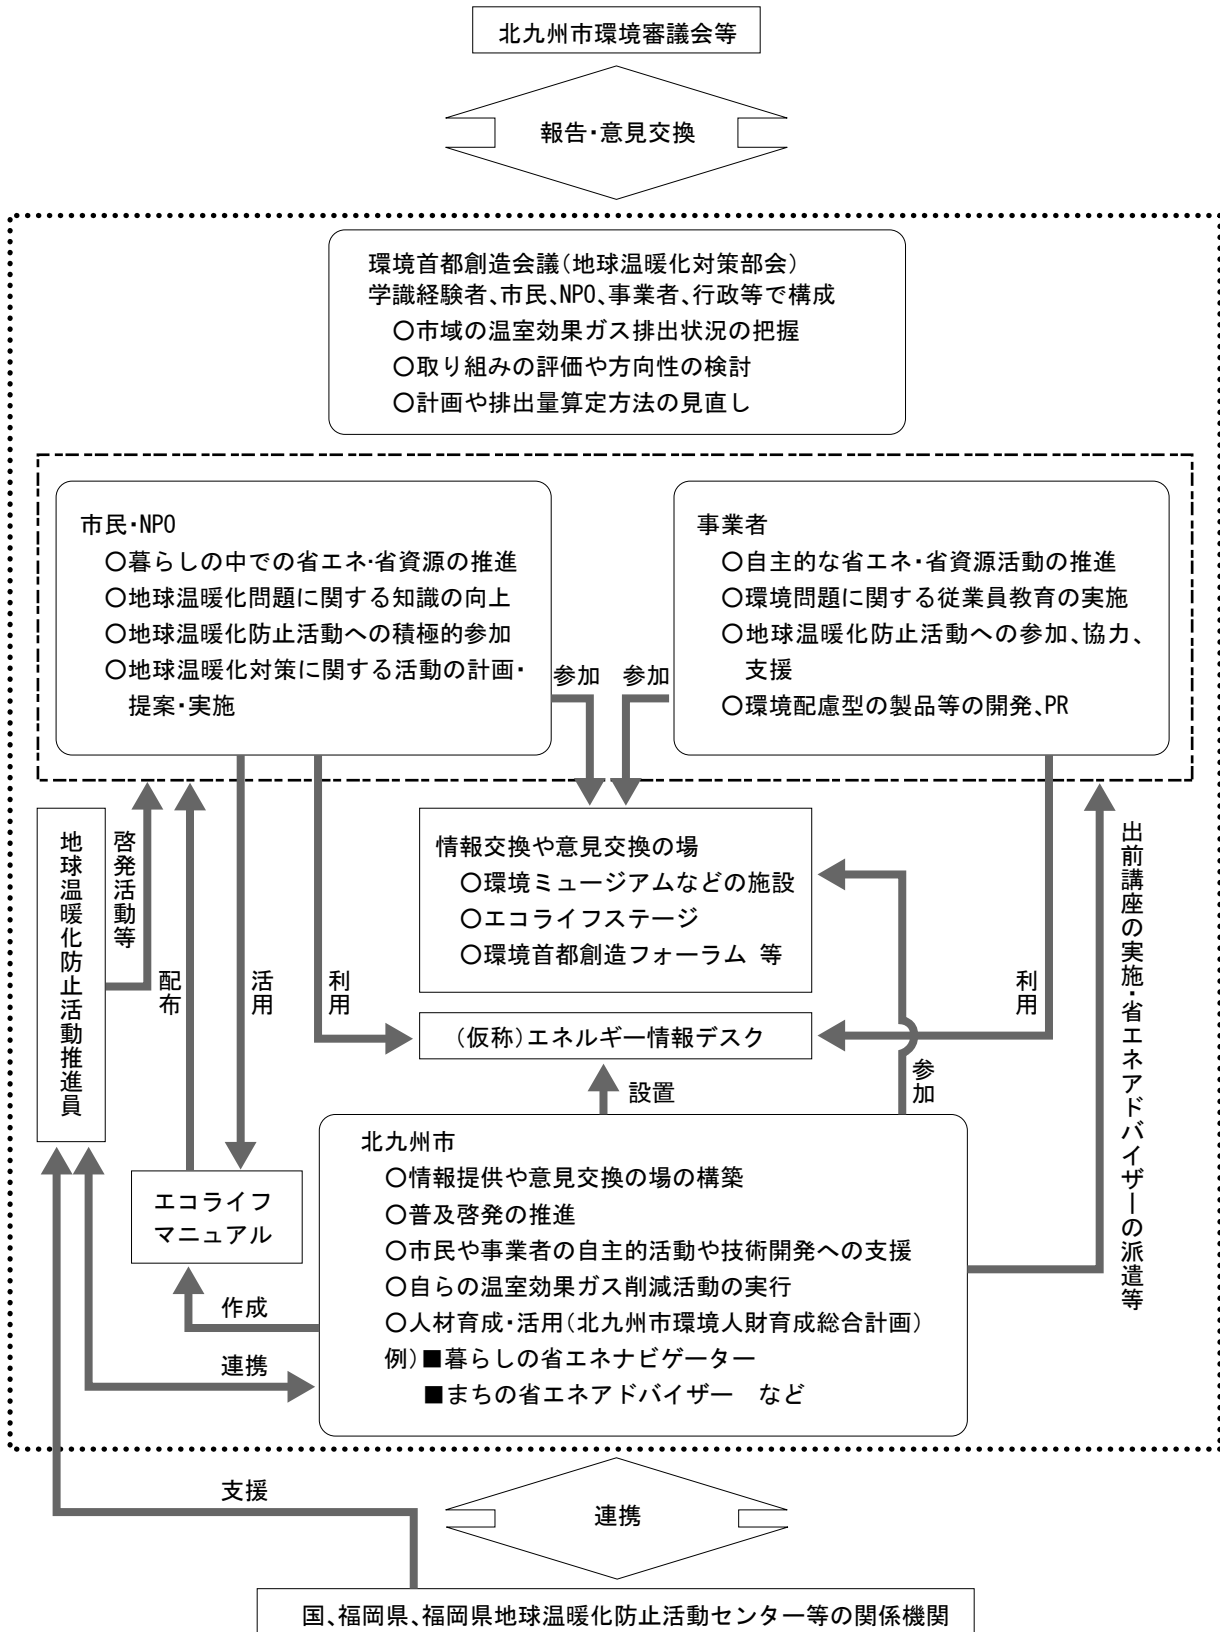 北九州市環境審議会等
報告・意見交換
環境首都創造会議(地球温暖化対策部会)
学識経験者、市民、NPO、事業者、行政等で構成
○市域の温室効果ガス排出状況の把握
○取り組みの評価や方向性の検討
○計画や排出量算定方法の見直し
市民・NPO
○暮らしの中での省エネ・省資源の推進
○地球温暖化問題に関する知識の向上
○地球温暖化防止活動への積極的参加
○地球温暖化対策に関する活動の計画・
提案・実施
事業者
○自主的な省エネ・省資源活動の推進
○環境問題に関する従業員教育の実施
○地球温暖化防止活動への参加、協力、
支援
○環境配慮型の製品等の開発、PR
参加
参加
地球温暖化防止活動推進員
啓発活動等
配布
活用
利用
情報交換や意見交換の場
○環境ミュージアムなどの施設
○エコライフステージ
○環境首都創造フォーラム 等
(仮称)エネルギー情報デスク
利用
出前講座の実施・省エネアドバイザーの派遣等
設置
参加
エコライフ
マニュアル
北九州市
○情報提供や意見交換の場の構築
○普及啓発の推進
○市民や事業者の自主的活動や技術開発への支援
○自らの温室効果ガス削減活動の実行
○人材育成・活用(北九州市環境人財育成総合計画)
例)■暮らしの省エネナビゲーター
■まちの省エネアドバイザー など
作成
連携
支援
連携
国、福岡県、福岡県地球温暖化防止活動センター等の関係機関